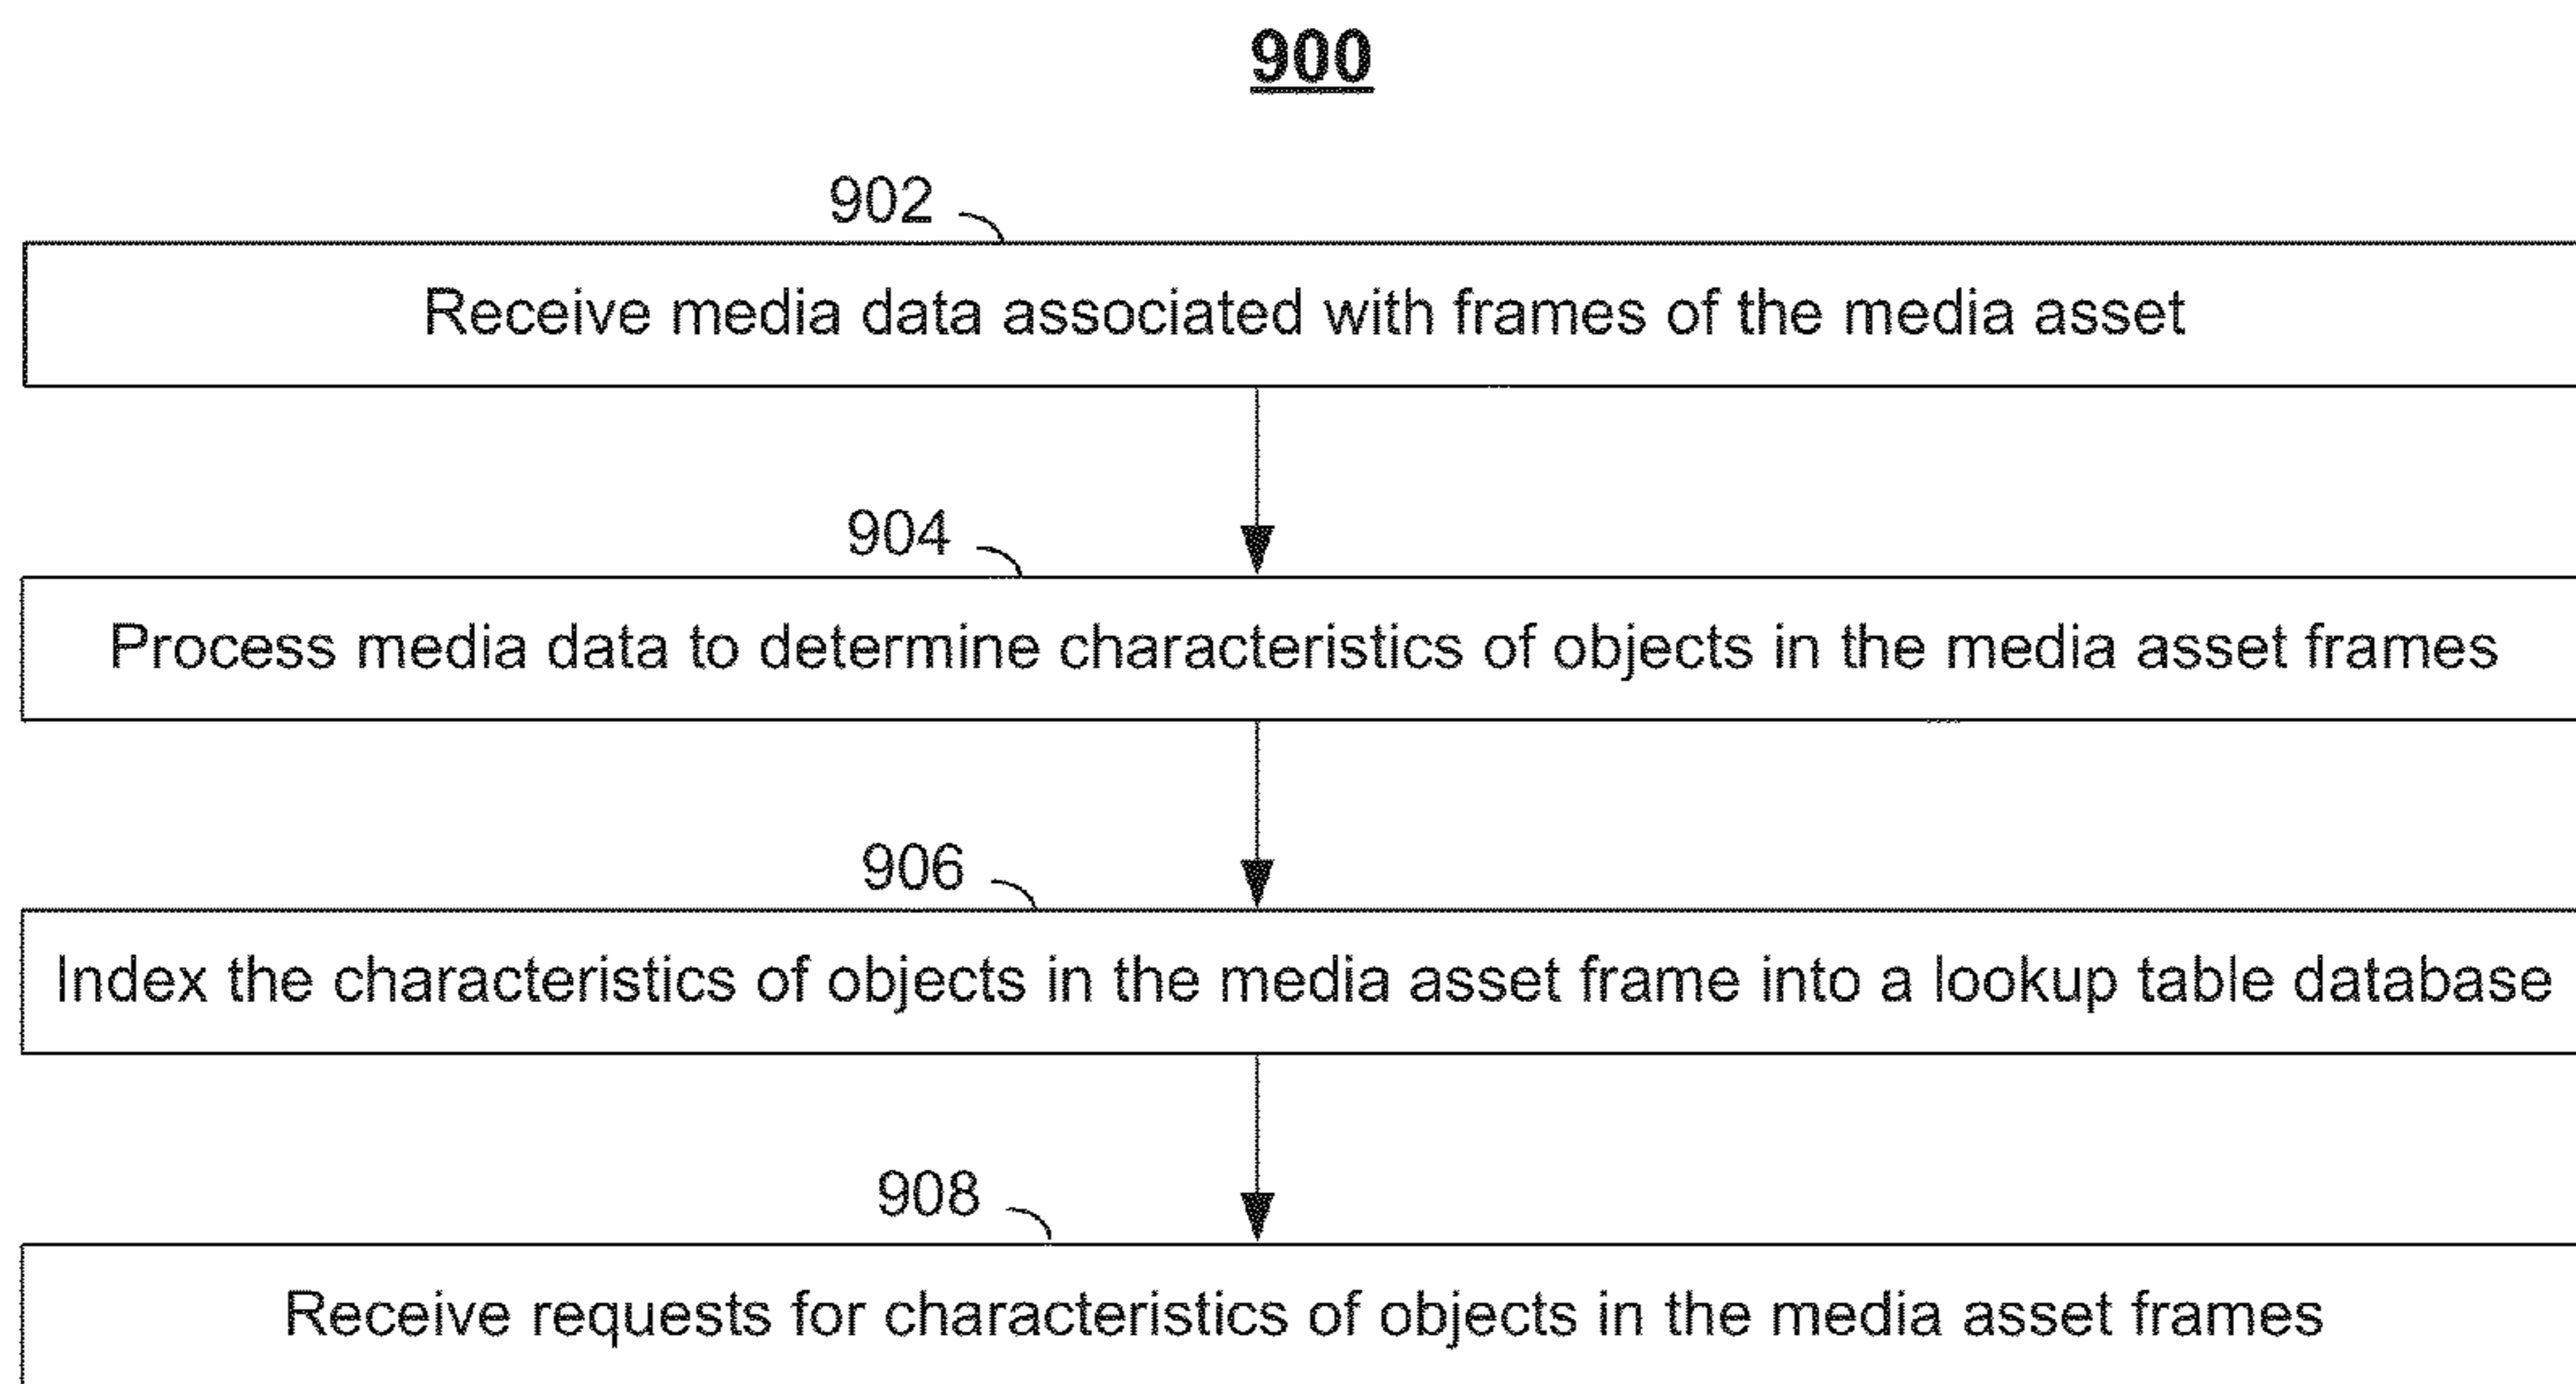 900
902
Receive media data associated with frames of the media asset
904
Process media data to determine characteristics of objects in the media asset frames
906
Index the characteristics of objects in the media asset frame into a lookup table database
908
Receive requests for characteristics of objects in the media asset frames